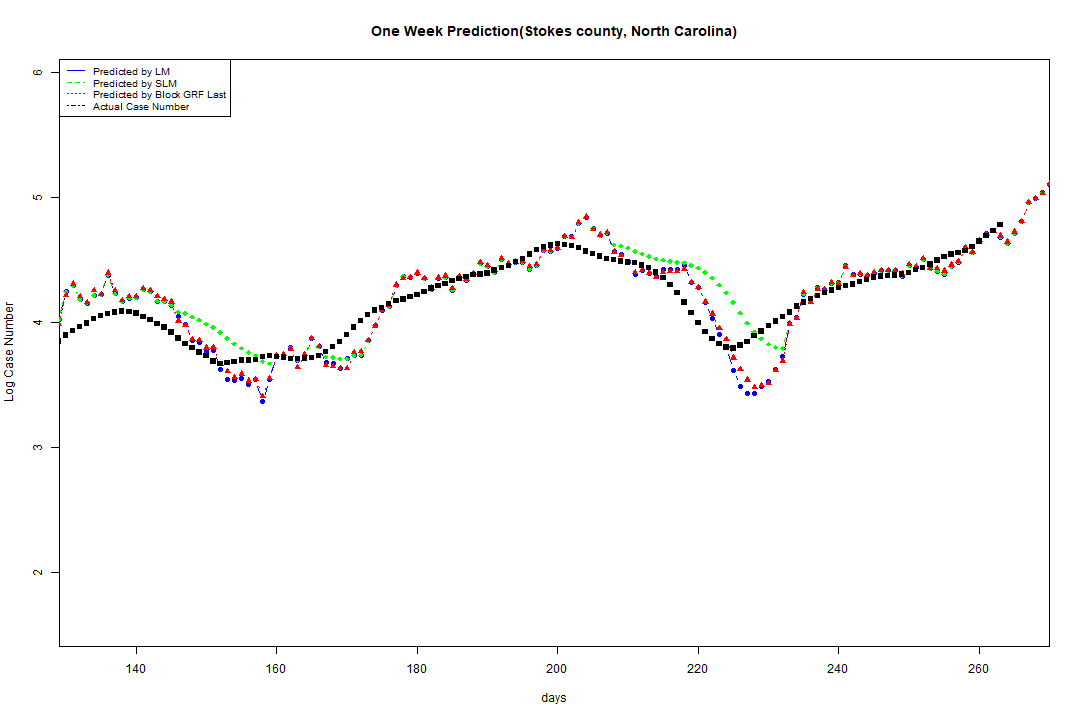 One Week Prediction(Stokes county, North Carolina)
Predicted by LM
Predicted by SLM
Predicted by Block GRF Last
Actual Case Number
6
5
4
3
2
Log Case Number
140 160 180 200 220 240 260
days